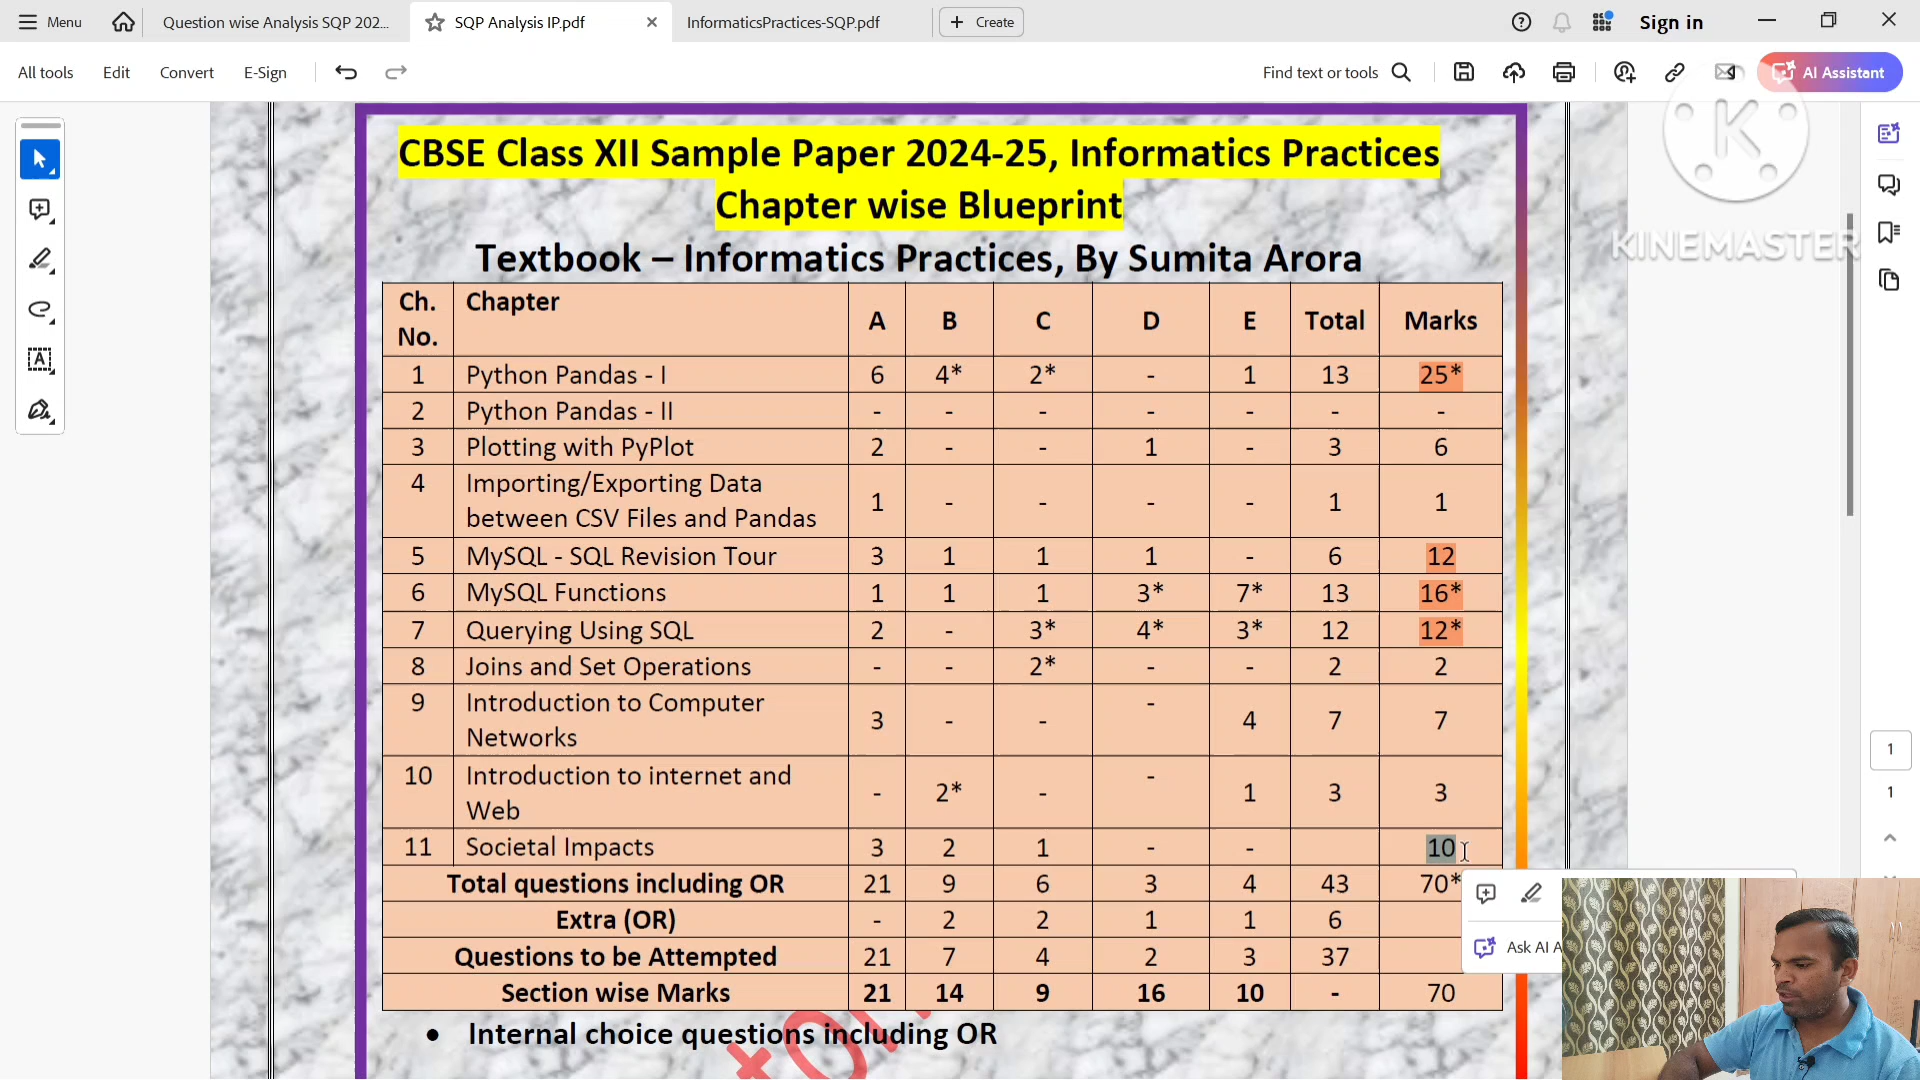 Menu
Question wise Analysis SQP 202...
SQP Analysis IP.pdf
InformaticsPractices-SQP.pdf
Create
Sign in
All tools
Edit
Convert
E-Sign
Find text or tools
AI Assistant
K
KINEMASTER
CBSE Class XII Sample Paper 2024-25, Informatics Practices
Chapter wise Blueprint
Textbook – Informatics Practices, By Sumita Arora
Ch. No. Chapter A B C D E Total Marks
1 Python Pandas - I 6 4* 2* - 1 13 25*
2 Python Pandas - II - - - - - - -
3 Plotting with PyPlot 2 - - 1 - 3 6
4 Importing/Exporting Data between CSV Files and Pandas 1 - - - - 1 1
5 MySQL - SQL Revision Tour 3 1 1 1 - 6 12
6 MySQL Functions 1 1 1 3* 7* 13 16*
7 Querying Using SQL 2 - 3* 4* 3* 12 12*
8 Joins and Set Operations - - 2* - - 2 2
9 Introduction to Computer Networks 3 - - - 4 7 7
10 Introduction to internet and Web - 2* - - 1 3 3
11 Societal Impacts 3 2 1 - - 10
Total questions including OR 21 9 6 3 4 43 70*
Extra (OR) - 2 2 1 1 6
Questions to be Attempted 21 7 4 2 3 37
Section wise Marks 21 14 9 16 10 - 70
• Internal choice questions including OR
Ask AI A
1
1